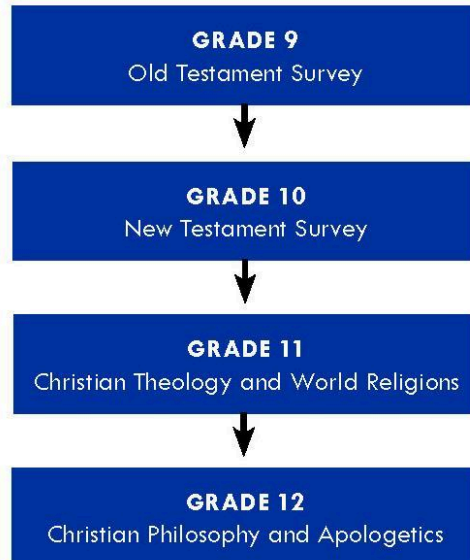 GRADE 9
Old Testament Survey
GRADE 10
New Testament Survey
GRADE 11
Christian Theology and World Religions
GRADE 12
Christian Philosophy and Apologetics